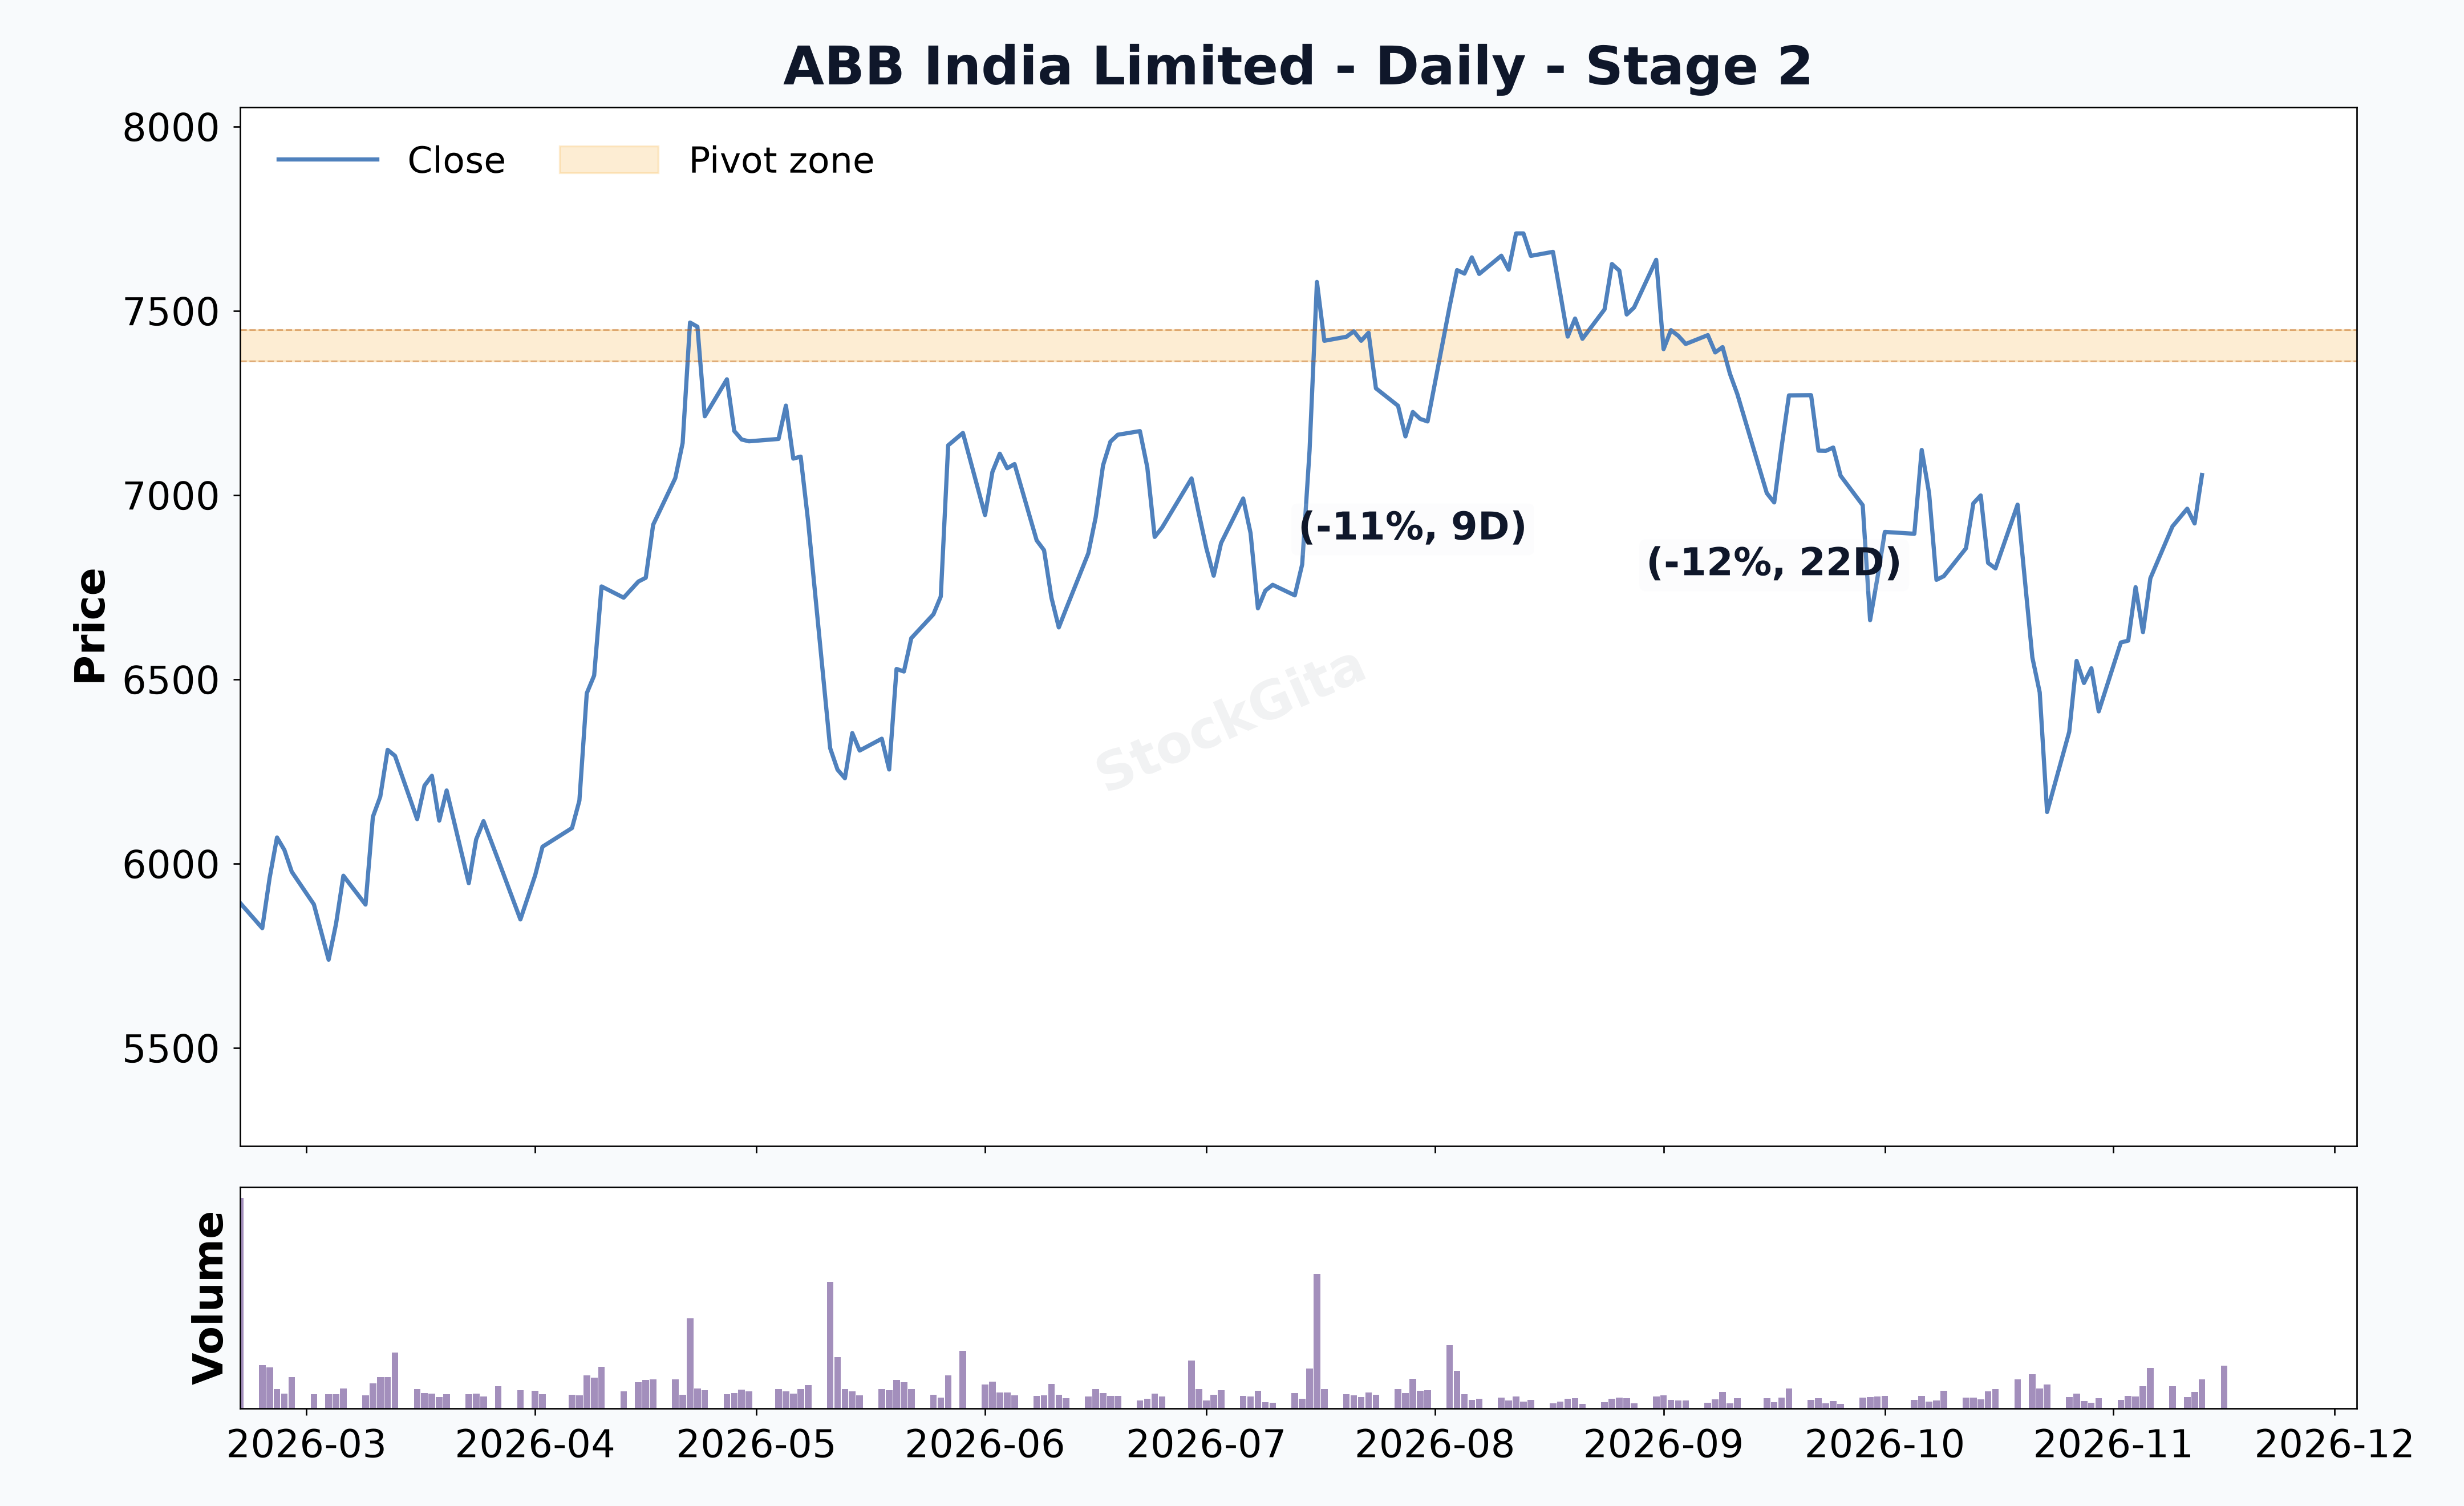 ABB India Limited - Daily - Stage 2
Close
Pivot zone
8000
7500
7000
6500
6000
5500
Price
(-11%, 9D)
(-12%, 22D)
StockGita
Volume
2026-03
2026-04
2026-05
2026-06
2026-07
2026-08
2026-09
2026-10
2026-11
2026-12